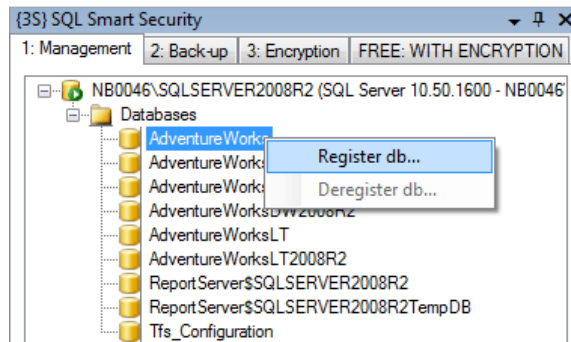 {3S} SQL Smart Security
1: Management 2: Back-up 3: Encryption FREE: WITH ENCRYPTION
NB0046\SQLSERVER2008R2 (SQL Server 10.50.1600 - NB0046
Databases
AdventureWorks
Register db...
AdventureWorks
Deregister db...
AdventureWorks
AdventureWorksDW2008R2
AdventureWorksLT
AdventureWorksLT2008R2
ReportServer$SQLSERVER2008R2
ReportServer$SQLSERVER2008R2TempDB
Tfs_Configuration